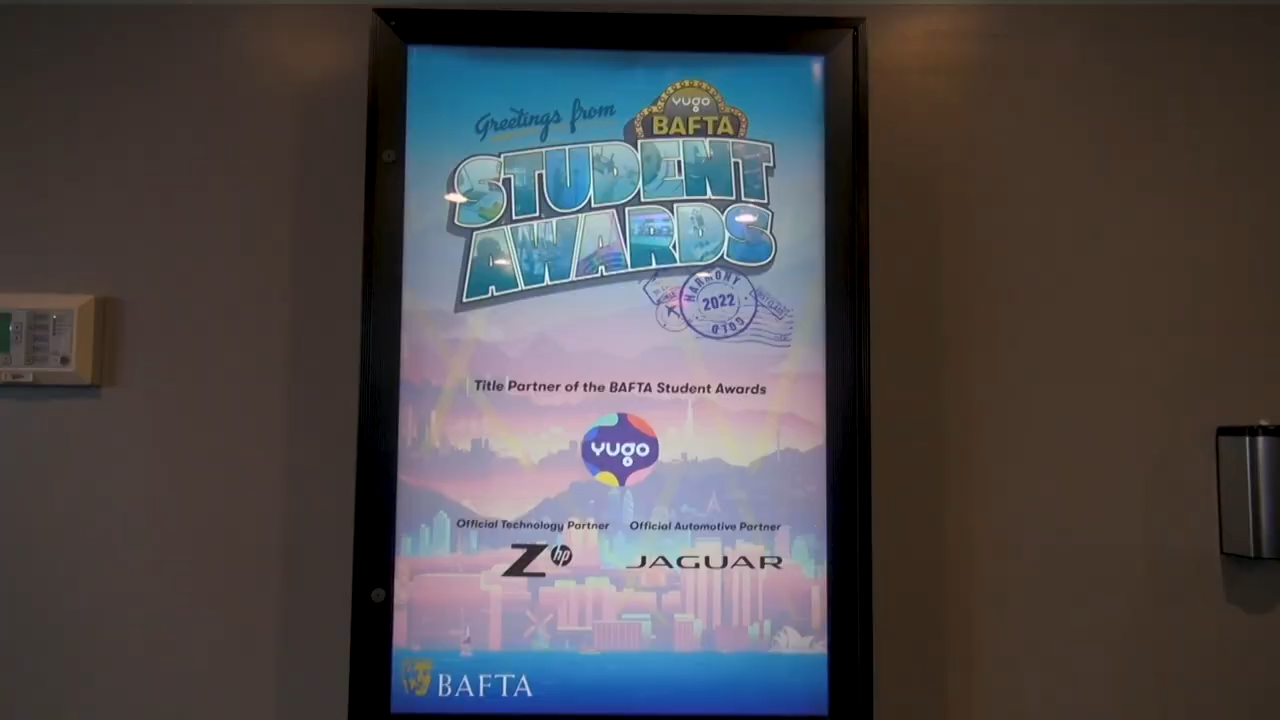 Greetings from
yugo
BAFTA
STUDENT
AWARDS
HARMONY
2022
GOLD
Title Partner of the BAFTA Student Awards
yugo
Official Technology Partner
Official Automotive Partner
Z hp
JAGUAR
BAFTA